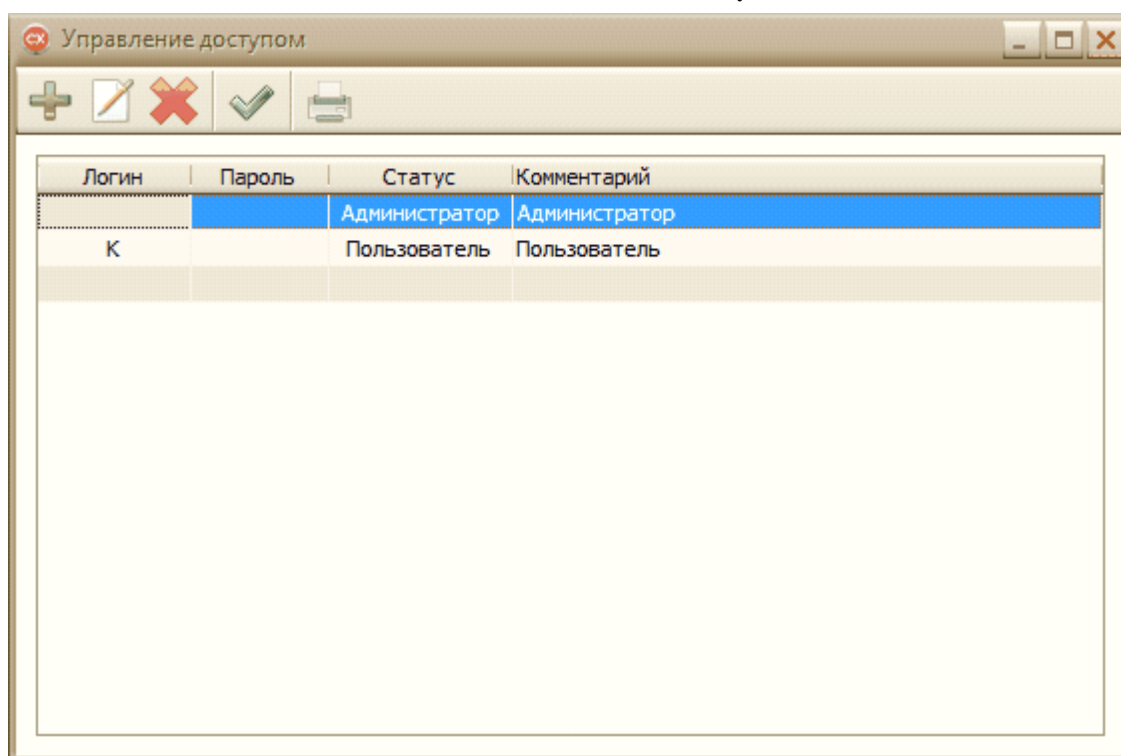 Управление доступом
Логин Пароль Статус Комментарий
Администратор Администратор
К Пользователь Пользователь